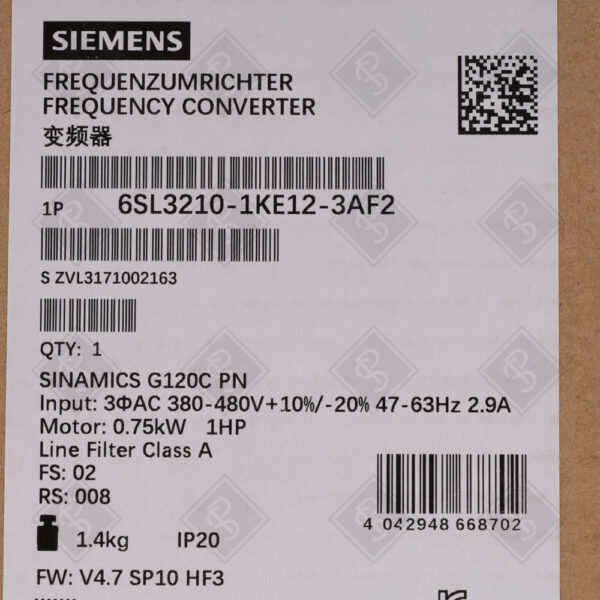 SIEMENS
FREQUENZUMRICHTER
FREQUENCY CONVERTER
变频器
1P 6SL3210-1KE12-3AF2
S ZVL3171002163
QTY: 1
SINAMICS G120C PN
Input: 3ΦAC 380-480V+10%/-20% 47-63Hz 2.9A
Motor: 0.75kW 1HP
Line Filter Class A
FS: 02
RS: 008
4 042948 668702
1.4kg IP20
FW: V4.7 SP10 HF3